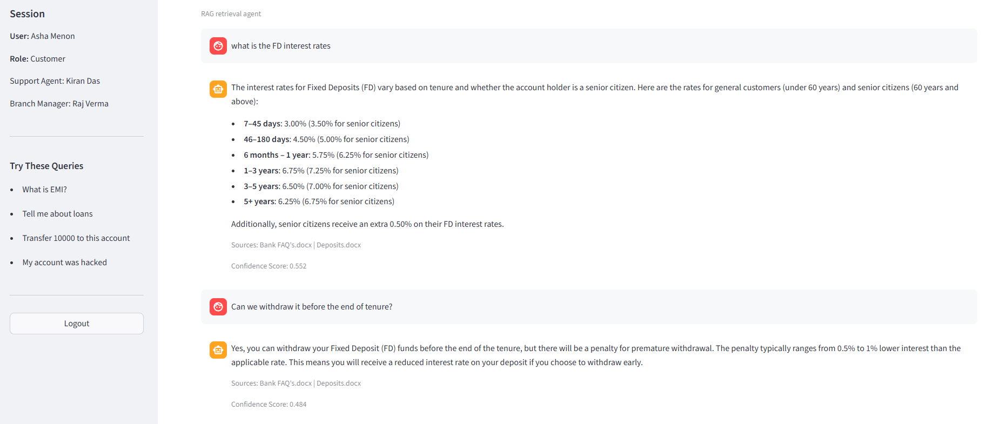 Session
User: Asha Menon
Role: Customer
Support Agent: Kiran Das
Branch Manager: Raj Verma
Try These Queries
• What is EMI?
• Tell me about loans
• Transfer 10000 to this account
• My account was hacked
Logout
RAG retrieval agent
what is the FD interest rates
The interest rates for Fixed Deposits (FD) vary based on tenure and whether the account holder is a senior citizen. Here are the rates for general customers (under 60 years) and senior citizens (60 years and
above):
• 7–45 days: 3.00% (3.50% for senior citizens)
• 46–180 days: 4.50% (5.00% for senior citizens)
• 6 months – 1 year: 5.75% (6.25% for senior citizens)
• 1–3 years: 6.75% (7.25% for senior citizens)
• 3–5 years: 6.50% (7.00% for senior citizens)
• 5+ years: 6.25% (6.75% for senior citizens)
Additionally, senior citizens receive an extra 0.50% on their FD interest rates.
Sources: Bank FAQ's.docx | Deposits.docx
Confidence Score: 0.552
Can we withdraw it before the end of tenure?
Yes, you can withdraw your Fixed Deposit (FD) funds before the end of the tenure, but there will be a penalty for premature withdrawal. The penalty typically ranges from 0.5% to 1% lower interest than the
applicable rate. This means you will receive a reduced interest rate on your deposit if you choose to withdraw early.
Sources: Bank FAQ's.docx | Deposits.docx
Confidence Score: 0.484